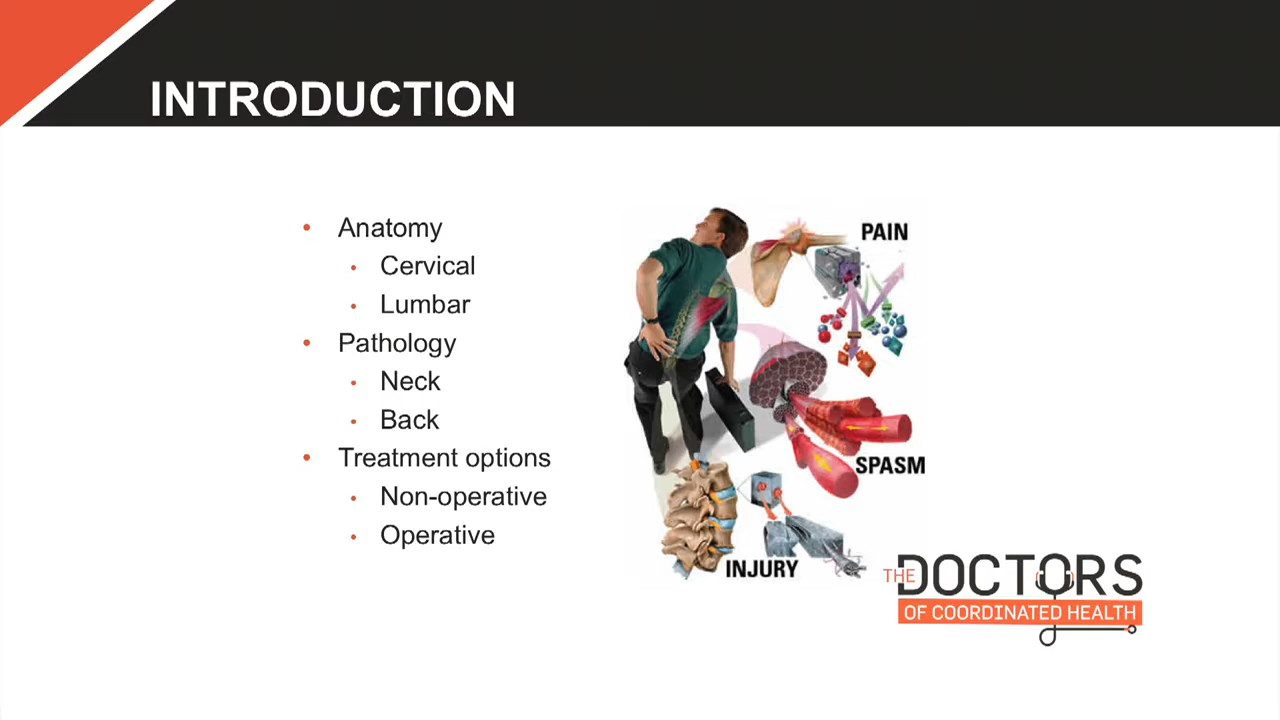 INTRODUCTION
• Anatomy
• Cervical
• Lumbar
• Pathology
• Neck
• Back
• Treatment options
• Non-operative
• Operative
PAIN
SPASM
INJURY
THE DOCTORS
OF COORDINATED HEALTH